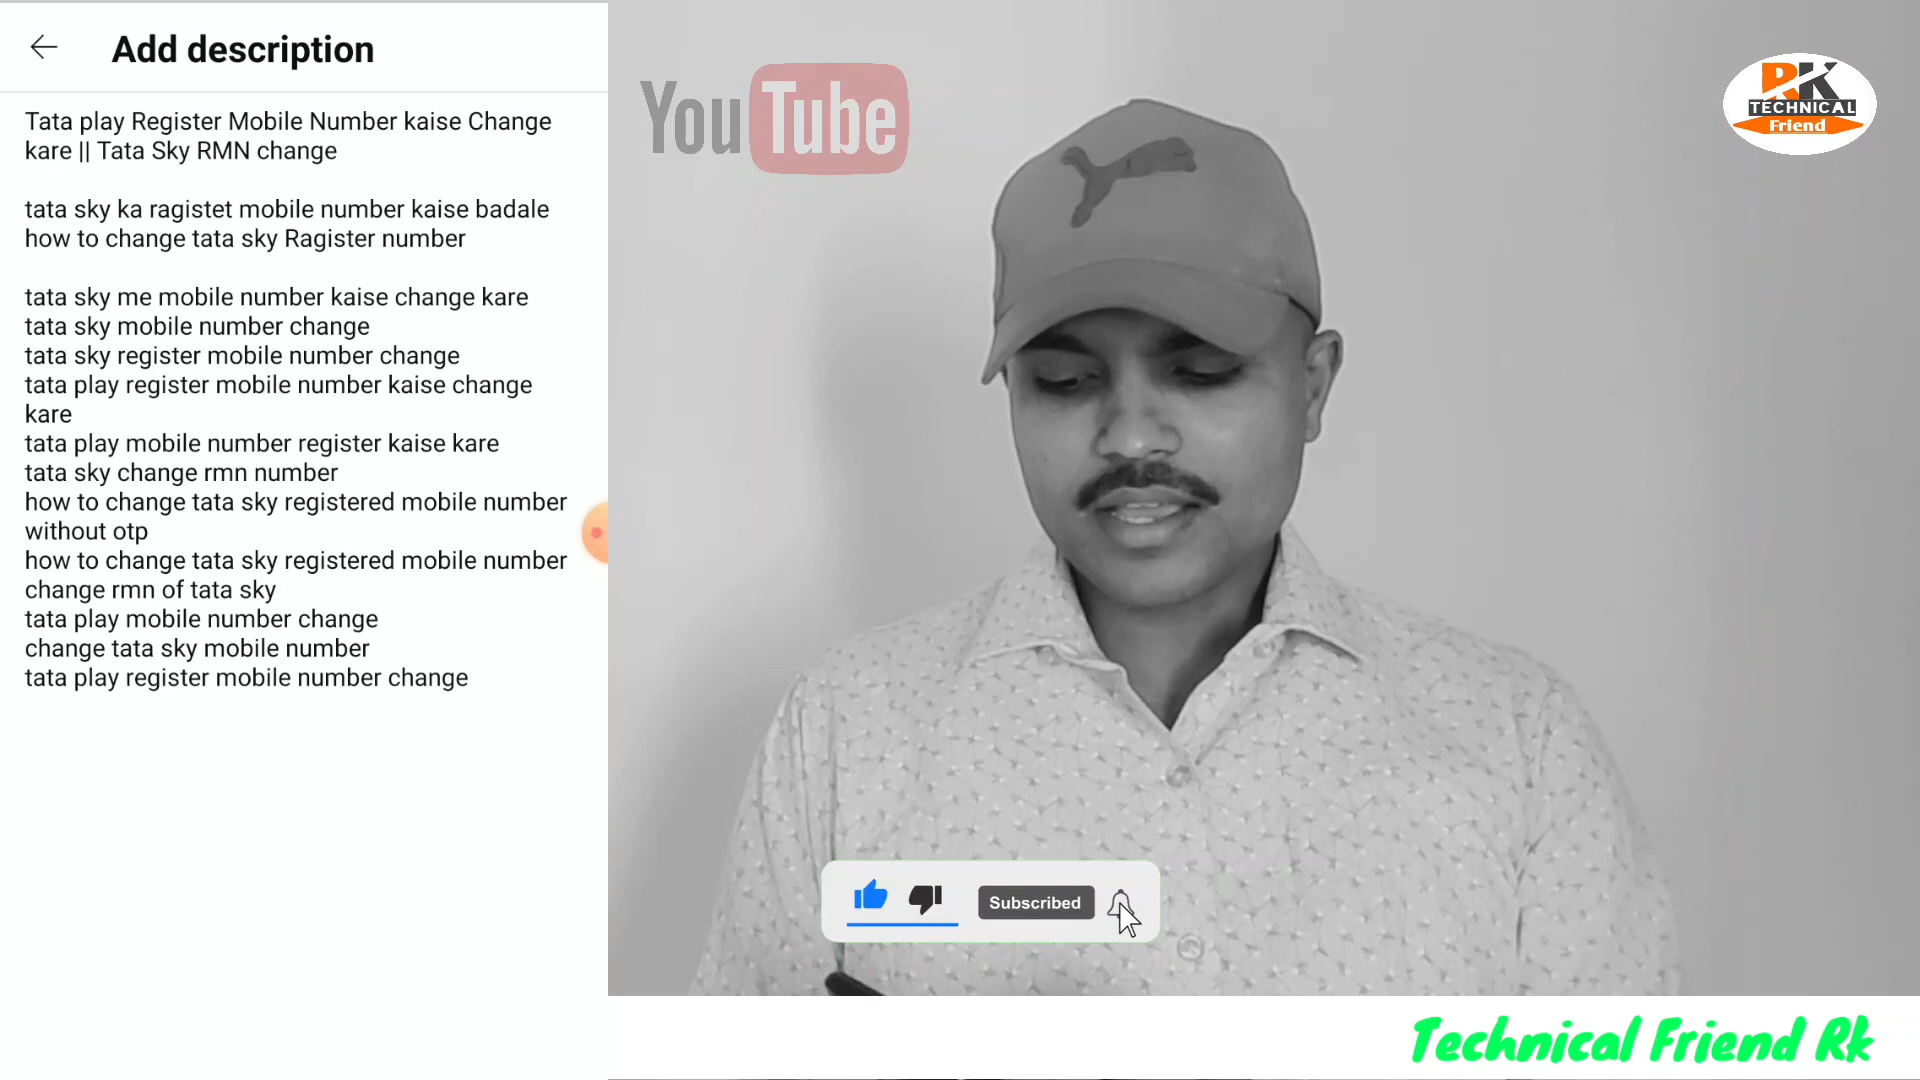 Add description
Tata play Register Mobile Number kaise Change
kare || Tata Sky RMN change
tata sky ka ragistet mobile number kaise badale
how to change tata sky Ragister number
tata sky me mobile number kaise change kare
tata sky mobile number change
tata sky register mobile number change
tata play register mobile number kaise change
kare
tata play mobile number register kaise kare
tata sky change rmn number
how to change tata sky registered mobile number
without otp
how to change tata sky registered mobile number
change rmn of tata sky
tata play mobile number change
change tata sky mobile number
tata play register mobile number change
YouTube
RK
TECHNICAL
Friend
Subscribed
Technical Friend Rk